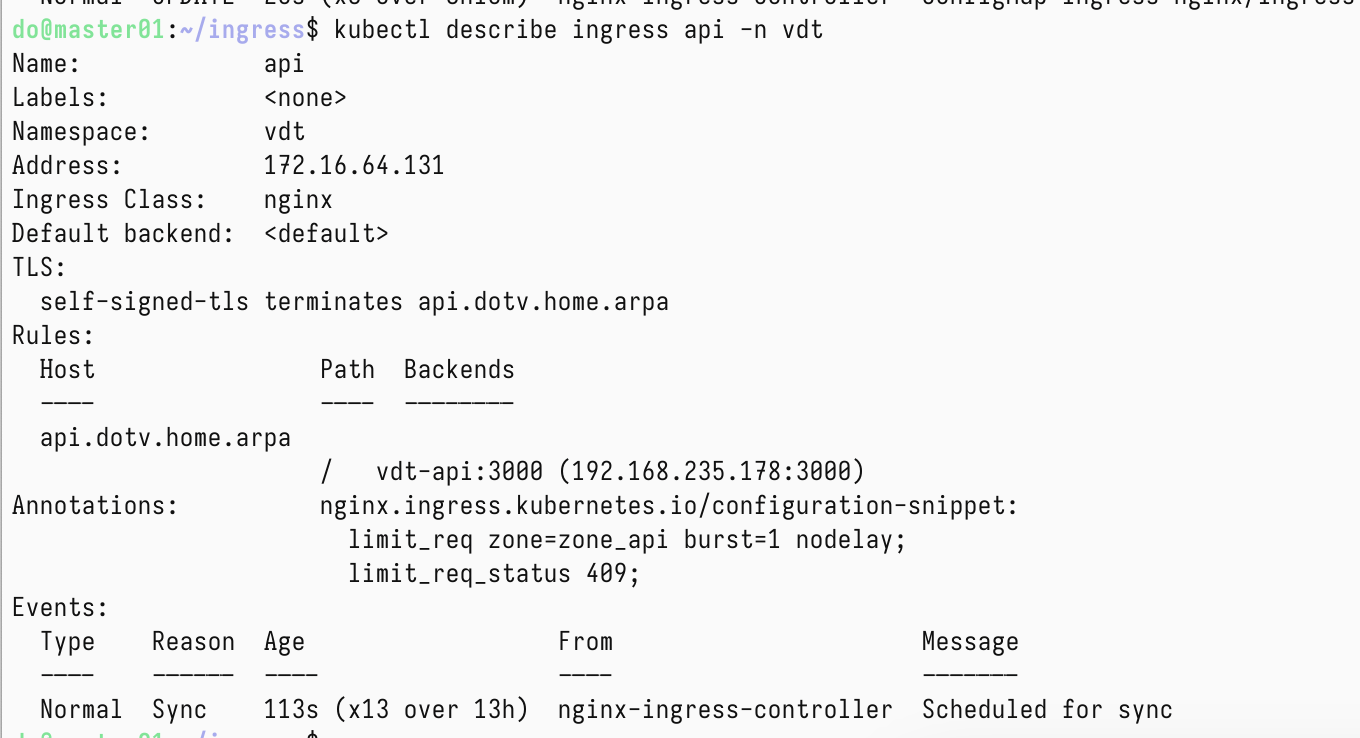 do@master01:~/ingress$ kubectl describe ingress api -n vdt
Name:             api
Labels:           <none>
Namespace:        vdt
Address:          172.16.64.131
Ingress Class:    nginx
Default backend:  <default>
TLS:
  self-signed-tls terminates api.dotv.home.arpa
Rules:
  Host                Path  Backends
  ----                ----  --------
  api.dotv.home.arpa
                      /   vdt-api:3000 (192.168.235.178:3000)
Annotations:          nginx.ingress.kubernetes.io/configuration-snippet:
                        limit_req zone=zone_api burst=1 nodelay;
                        limit_req_status 409;
Events:
  Type    Reason  Age                  From                      Message
  ----    ------  ----                 ----                      -------
  Normal  Sync    113s (x13 over 13h)  nginx-ingress-controller  Scheduled for sync